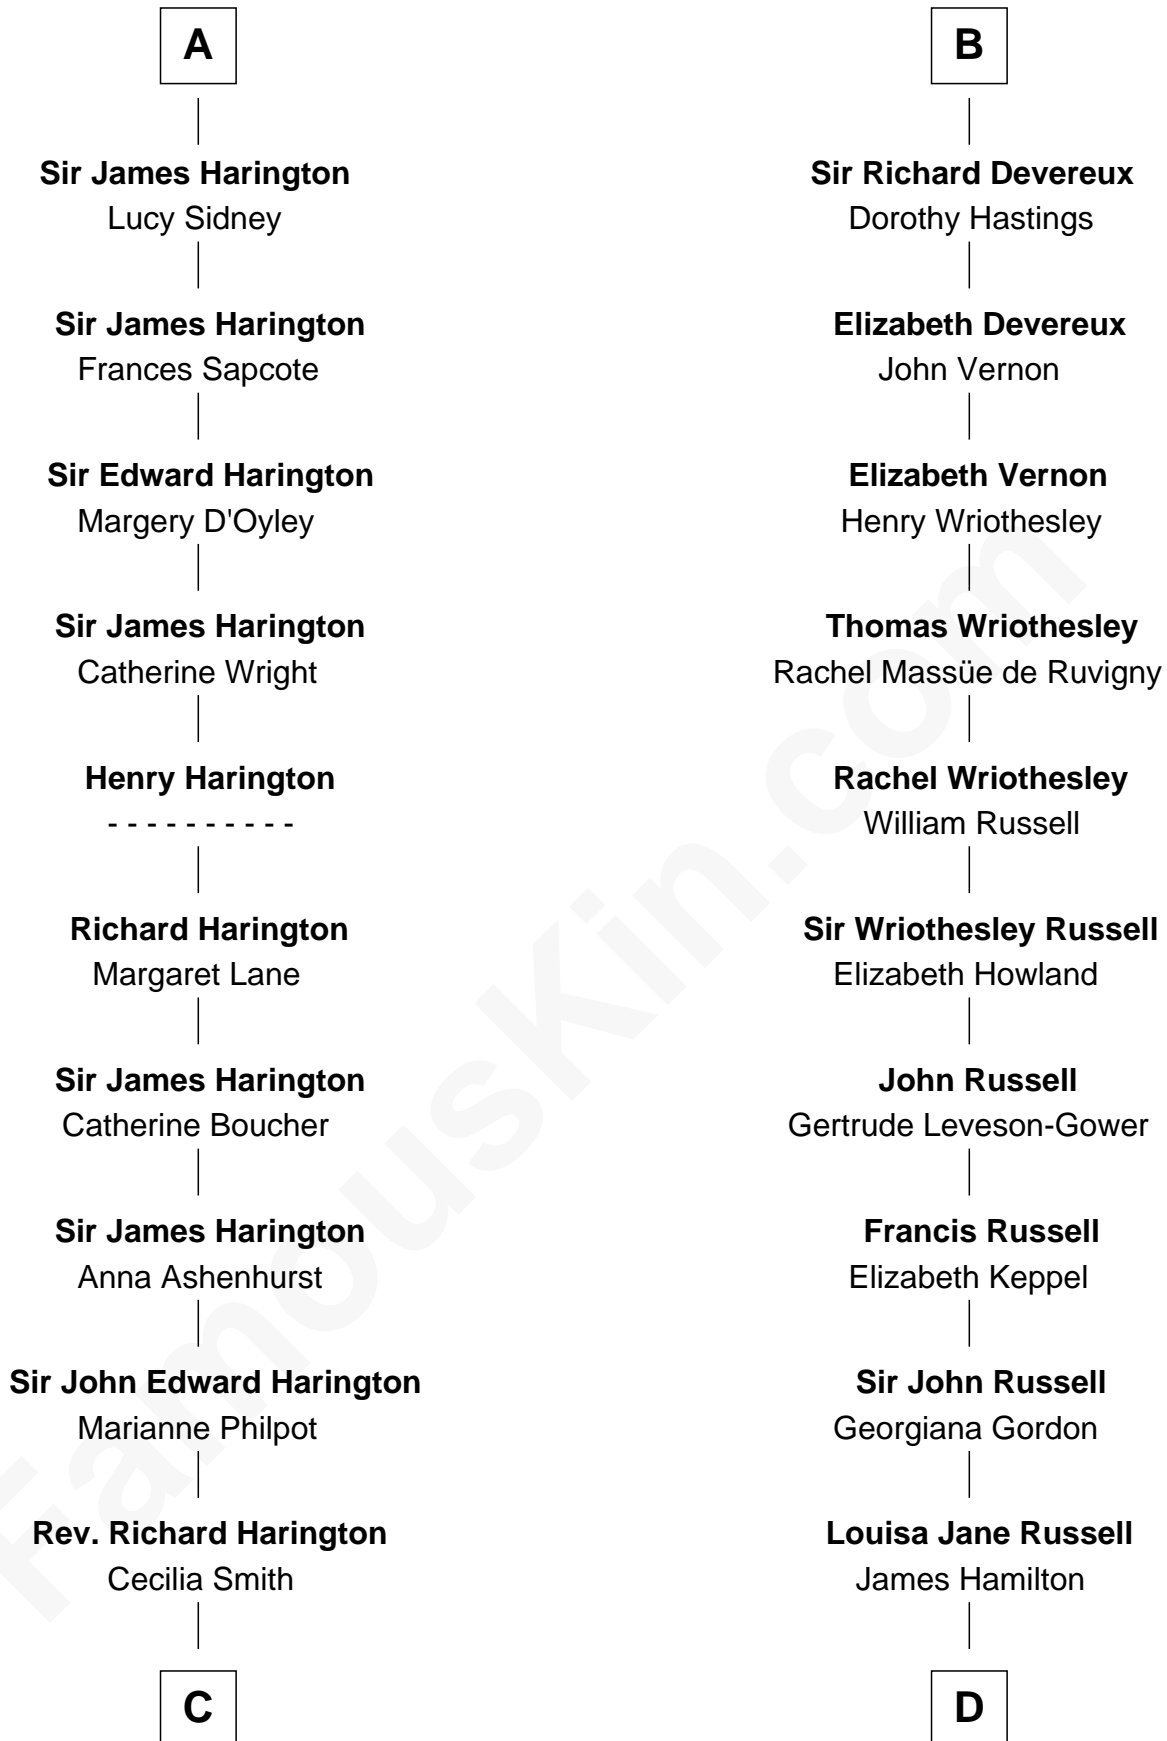 A
Sir James Harington
Lucy Sidney
Sir James Harington
Frances Sapcote
Sir Edward Harington
Margery D'Oyley
Sir James Harington
Catherine Wright
Henry Harington
- - - - - - - - - -
Richard Harington
Margaret Lane
Sir James Harington
Catherine Boucher
Sir James Harington
Anna Ashenhurst
Sir John Edward Harington
Marianne Philpot
Rev. Richard Harington
Cecilia Smith
C
B
Sir Richard Devereux
Dorothy Hastings
Elizabeth Devereux
John Vernon
Elizabeth Vernon
Henry Wriothesley
Thomas Wriothesley
Rachel Massüe de Ruvigny
Rachel Wriothesley
William Russell
Sir Wriothesley Russell
Elizabeth Howland
John Russell
Gertrude Leveson-Gower
Francis Russell
Elizabeth Keppel
Sir John Russell
Georgiana Gordon
Louisa Jane Russell
James Hamilton
D
FamousKin.com